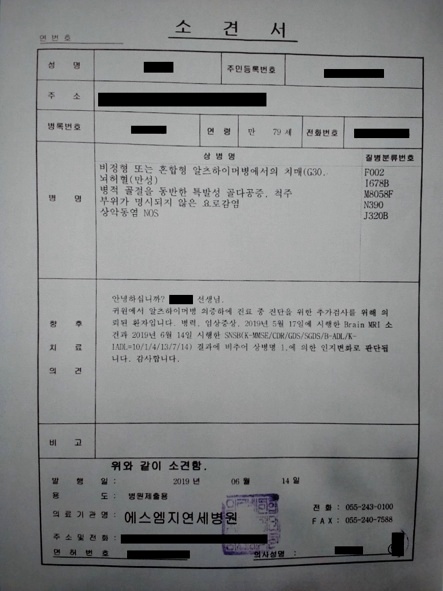 소 견 서
연 번 호
성 명
주민등록번호
주 소
병록번호
연 령
만 79 세
전화번호
상 병 명
질병분류번호
병 명
비정형 또는 혼합형 알츠하이머병에서의 치매(G30.
F002
뇌허혈(만성)
I678B
병적 골절을 동반한 특발성 골다공증, 척주
M8058F
부위가 명시되지 않은 요로감염
N390
상악동염 NOS
J320B
향 후 치 료 의 견
안녕하십니까? 선생님.
귀원에서 알츠하이머병 의증하에 진료 중 진단을 위한 추가검사를 위해 의
뢰된 환자입니다. 병력, 임상증상, 2019년 5월 17일에 시행한 Brain MRI 소
견과 2019년 6월 14일 시행한 SNSB(K-MMSE/CDR/GDS/SGDS/B-ADL/K-
IADL=10/1/4/13/7/14) 결과에 비추어 상병명 1.에 의한 인지변화로 판단됩
니다. 감사합니다.
비 고
위와 같이 소견함.
발 행 일 : 2019 년 06 월 14 일
용 도 : 병원제출용
의료기관명 : 에스엠지연세병원
전 화 : 055-243-0100
FAX : 055-240-7588
주소 및 전화 :
면 허 번 호
의사성명 :